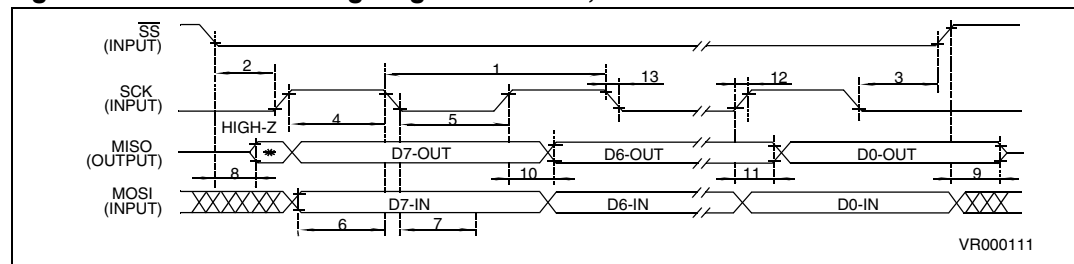 SS
(INPUT)
1
2
13
12
3
SCK
(INPUT)
4
5
HIGH-Z
MISO
(OUTPUT)
D7-OUT
D6-OUT
D0-OUT
8
10
11
9
MOSI
(INPUT)
D7-IN
D6-IN
D0-IN
6
7
VR000111